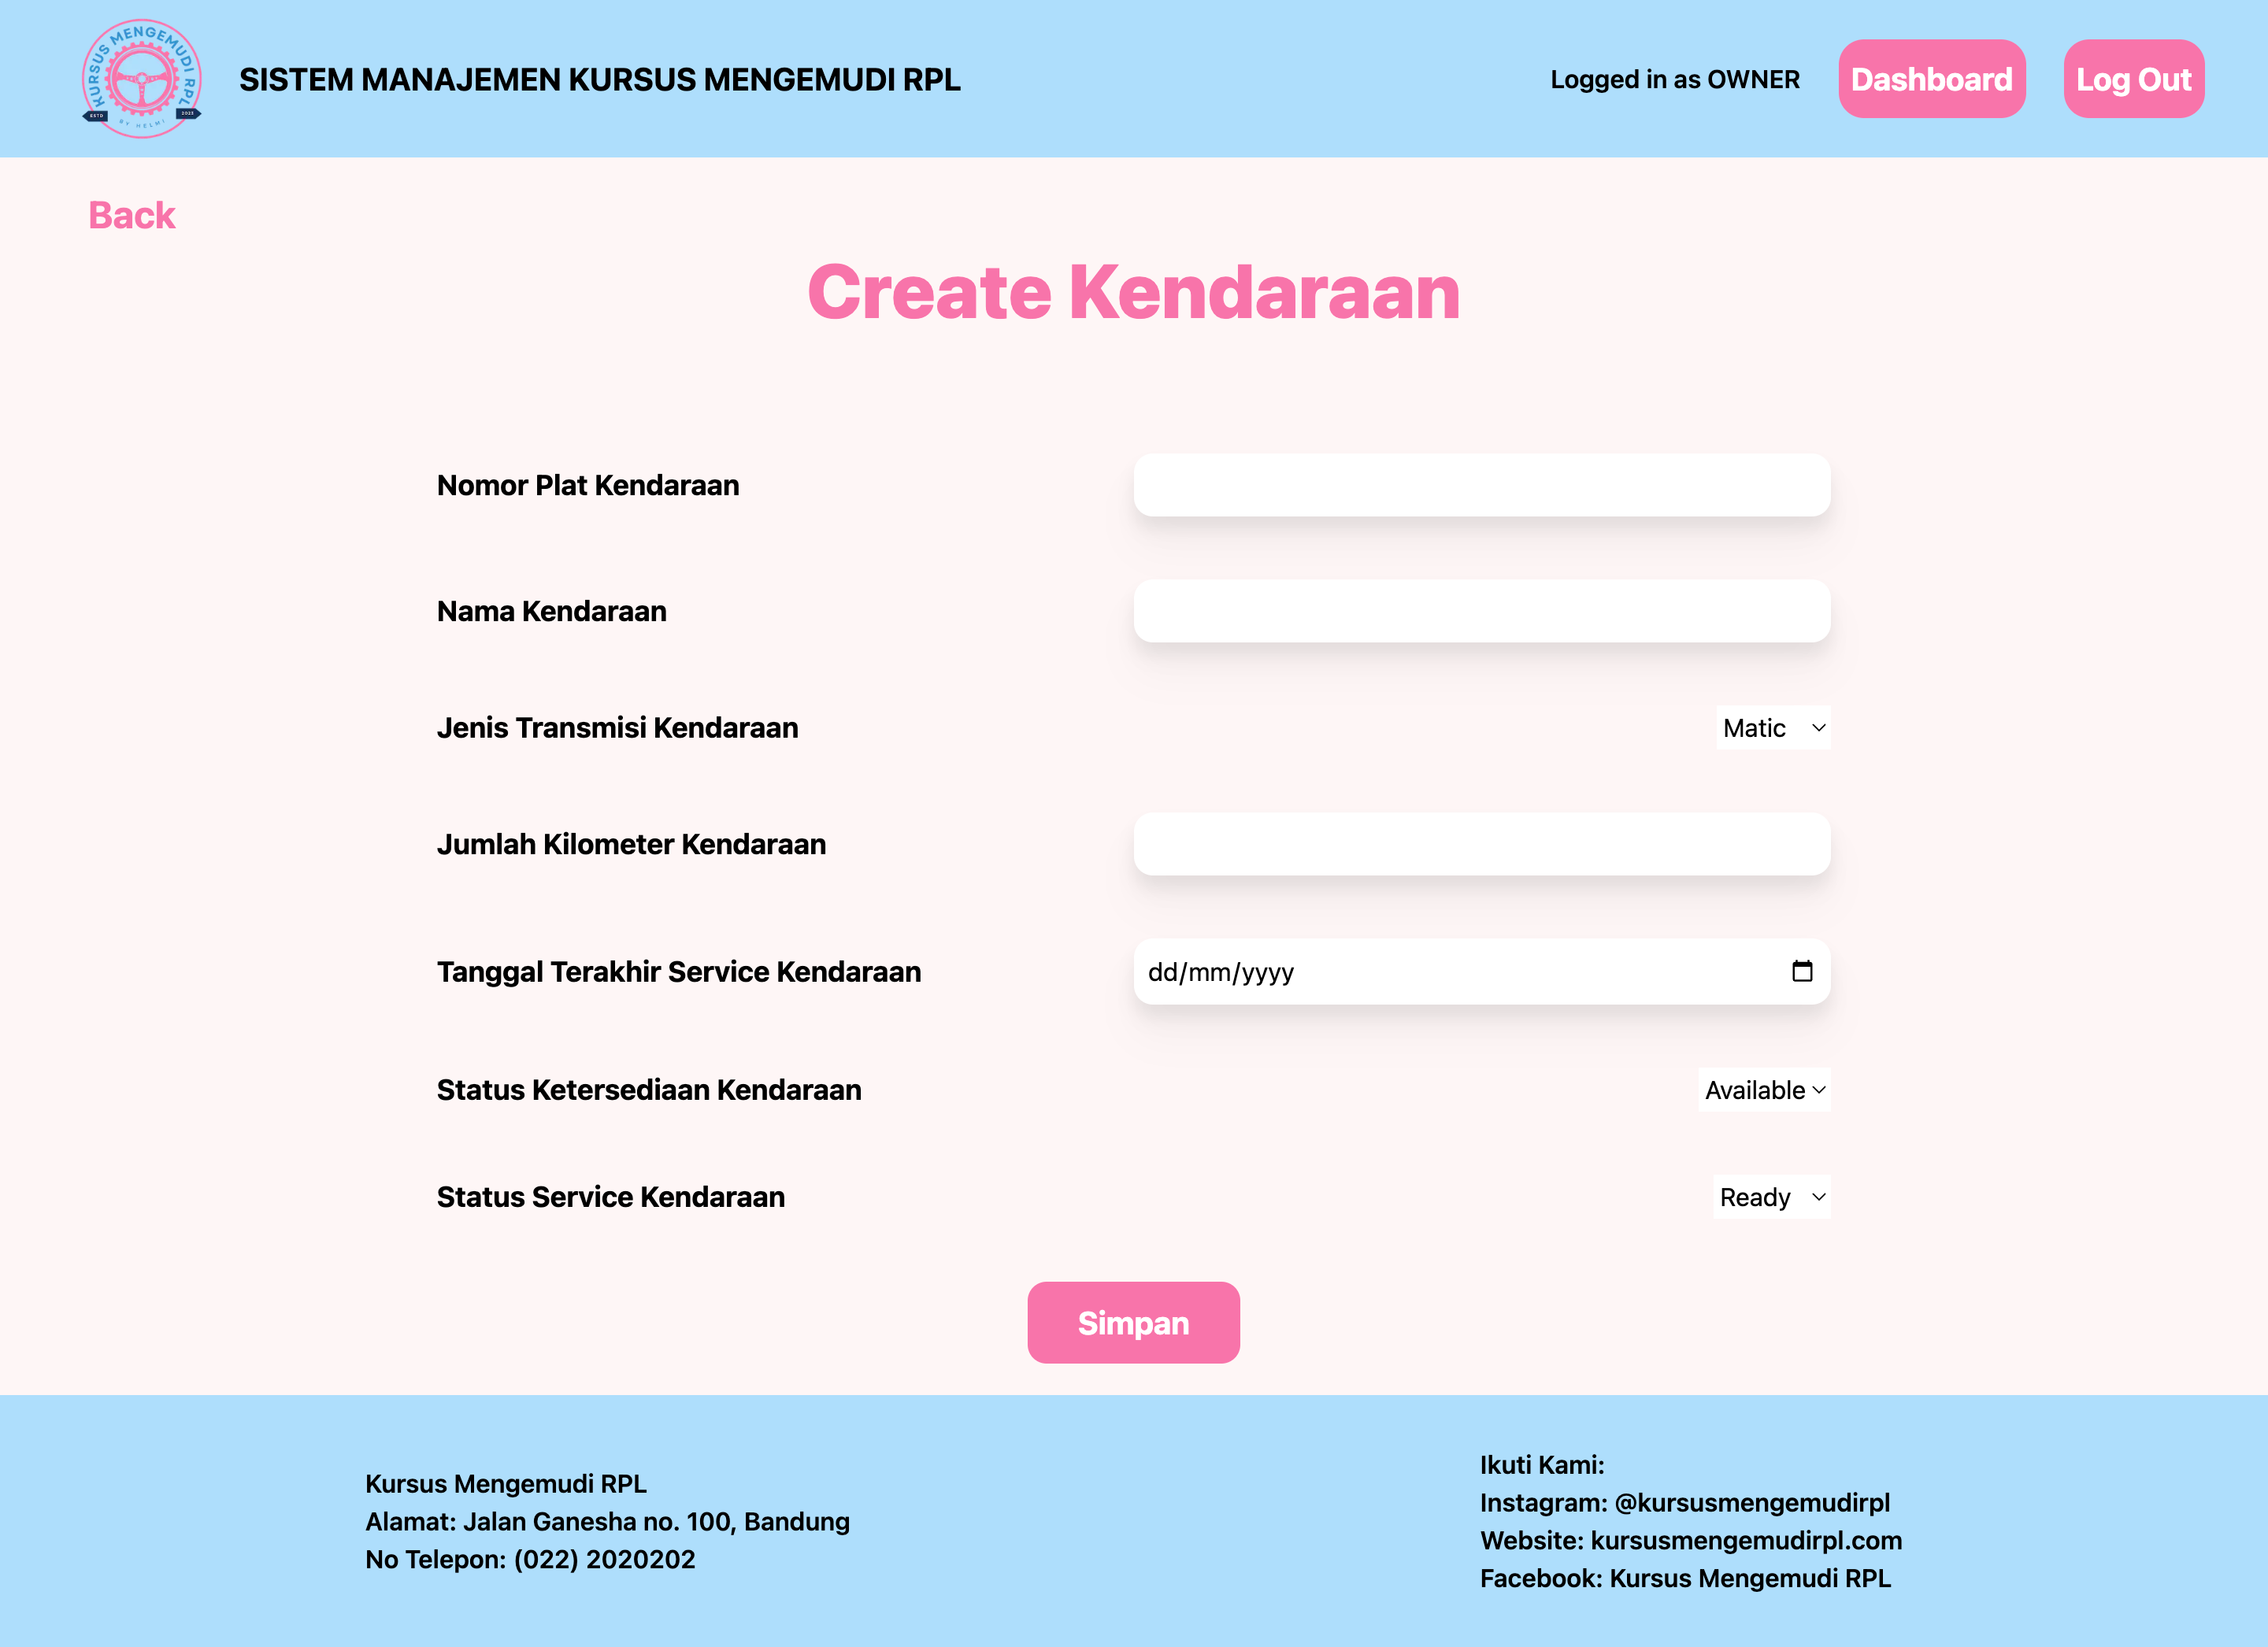 KURSUS MENGEMUDI RPL
ESTD
2023
BY HELMI
SISTEM MANAJEMEN KURSUS MENGEMUDI RPL
Logged in as OWNER
Dashboard
Log Out
Back
Create Kendaraan
Nomor Plat Kendaraan
Nama Kendaraan
Jenis Transmisi Kendaraan
Matic
Jumlah Kilometer Kendaraan
Tanggal Terakhir Service Kendaraan
dd/mm/yyyy
Status Ketersediaan Kendaraan
Available
Status Service Kendaraan
Ready
Simpan
Kursus Mengemudi RPL
Alamat: Jalan Ganesha no. 100, Bandung
No Telepon: (022) 2020202
Ikuti Kami:
Instagram: @kursusmengemudirpl
Website: kursusmengemudirpl.com
Facebook: Kursus Mengemudi RPL